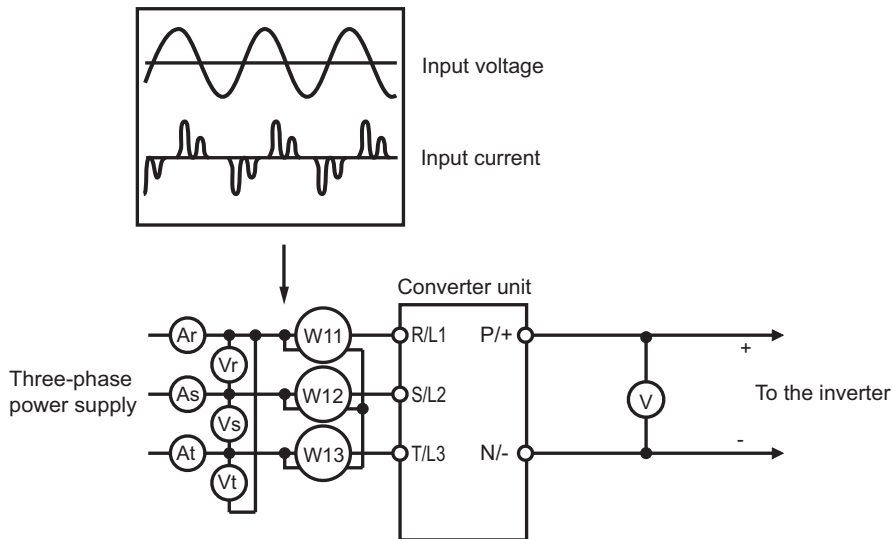 Input voltage
Input current
Converter unit
Three-phase
power supply
Ar
As
At
Vr
Vs
Vt
W11
W12
W13
R/L1
S/L2
T/L3
P/+
N/-
V
+
-
To the inverter